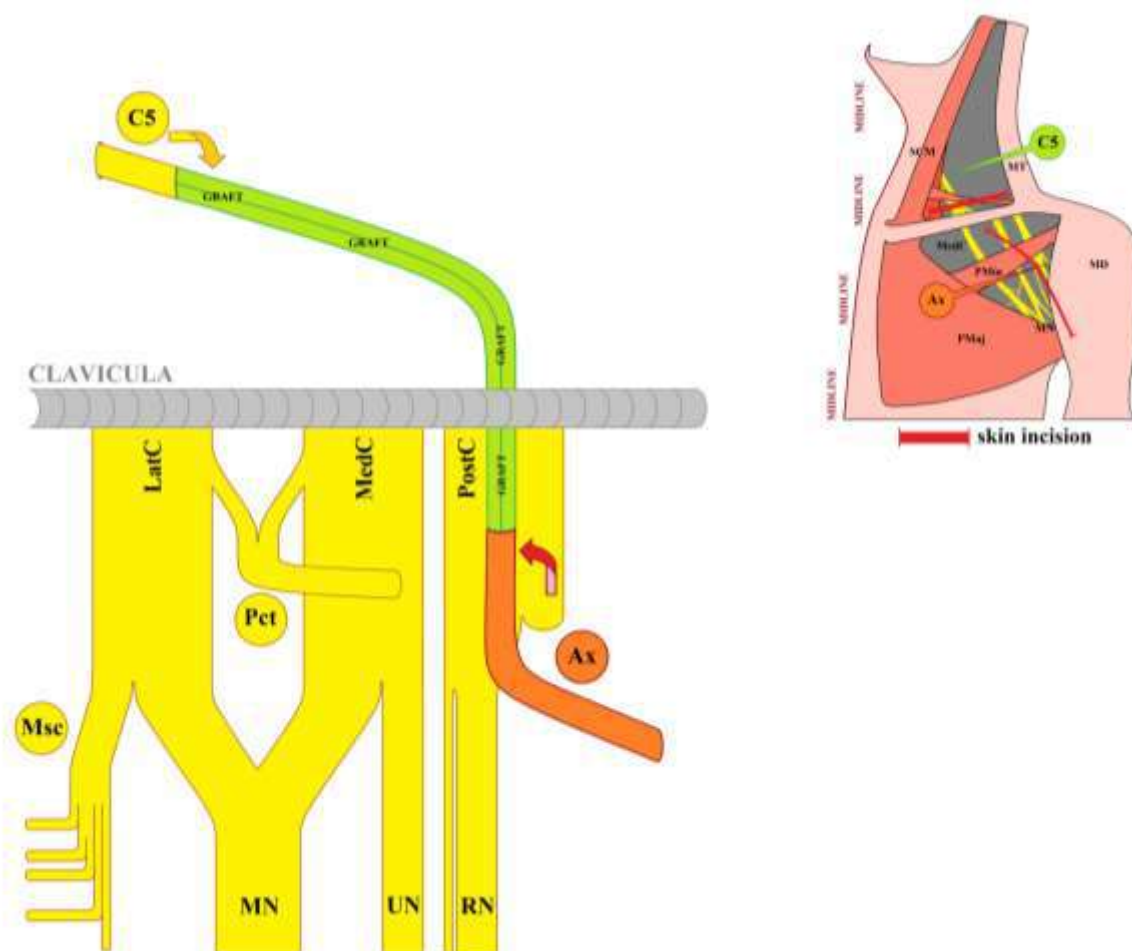 C5
GRAFT
GRAFT
GRAFT
CLAVICULA
LatC
MedC
PostC
GRAFT
Pct
Ax
Msc
MN
UN
RN
MIDLINE
MIDLINE
MIDLINE
MIDLINE
SCM
C5
MT
MD
PMin
Ax
MN
PMaj
skin incision